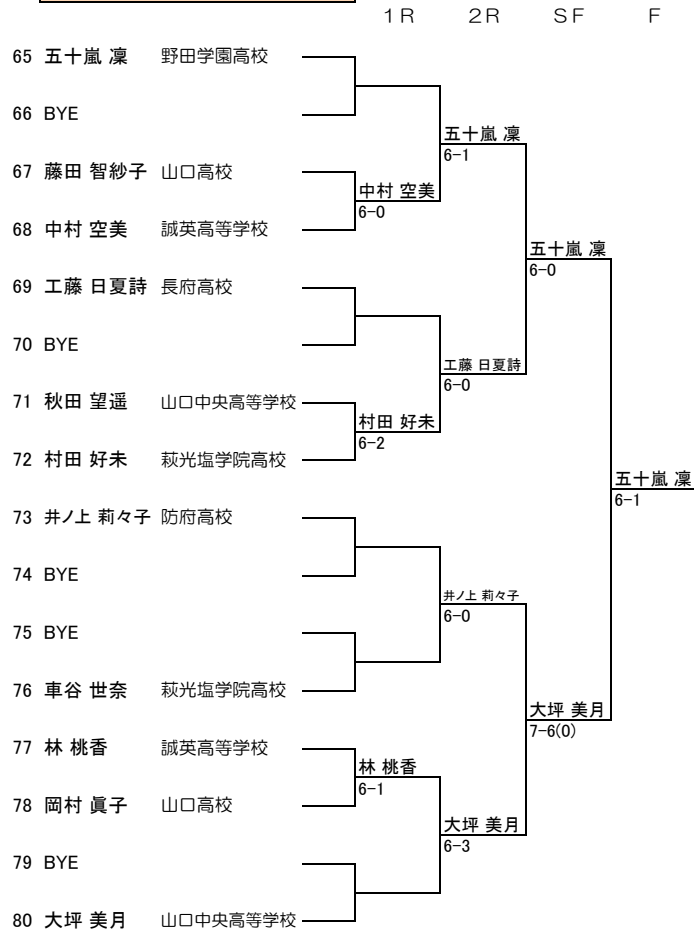 1R 2R SF F
65 五十嵐 凜 野田学園高校
66 BYE
五十嵐 凜
6-1
67 藤田 智紗子 山口高校
中村 空美
6-0
68 中村 空美 誠英高等学校
五十嵐 凜
6-0
69 工藤 日夏詩 長府高校
70 BYE
工藤 日夏詩
6-0
71 秋田 望遥 山口中央高等学校
村田 好未
6-2
72 村田 好未 萩光塩学院高校
五十嵐 凜
6-1
73 井ノ上 莉々子 防府高校
74 BYE
井ノ上 莉々子
6-0
75 BYE
76 車谷 世奈 萩光塩学院高校
大坪 美月
7-6(0)
77 林 桃香 誠英高等学校
林 桃香
6-1
78 岡村 眞子 山口高校
大坪 美月
6-3
79 BYE
80 大坪 美月 山口中央高等学校